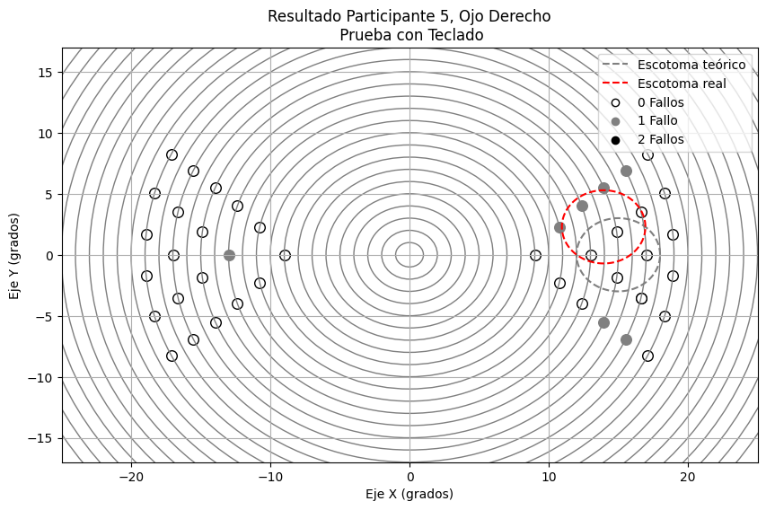 Resultado Participante 5, Ojo Derecho
Prueba con Teclado
Escotoma teórico
Escotoma real
0 Fallos
1 Fallo
2 Fallos
Eje Y (grados)
15
10
5
0
−5
−10
−15
−20
−10
0
10
20
Eje X (grados)